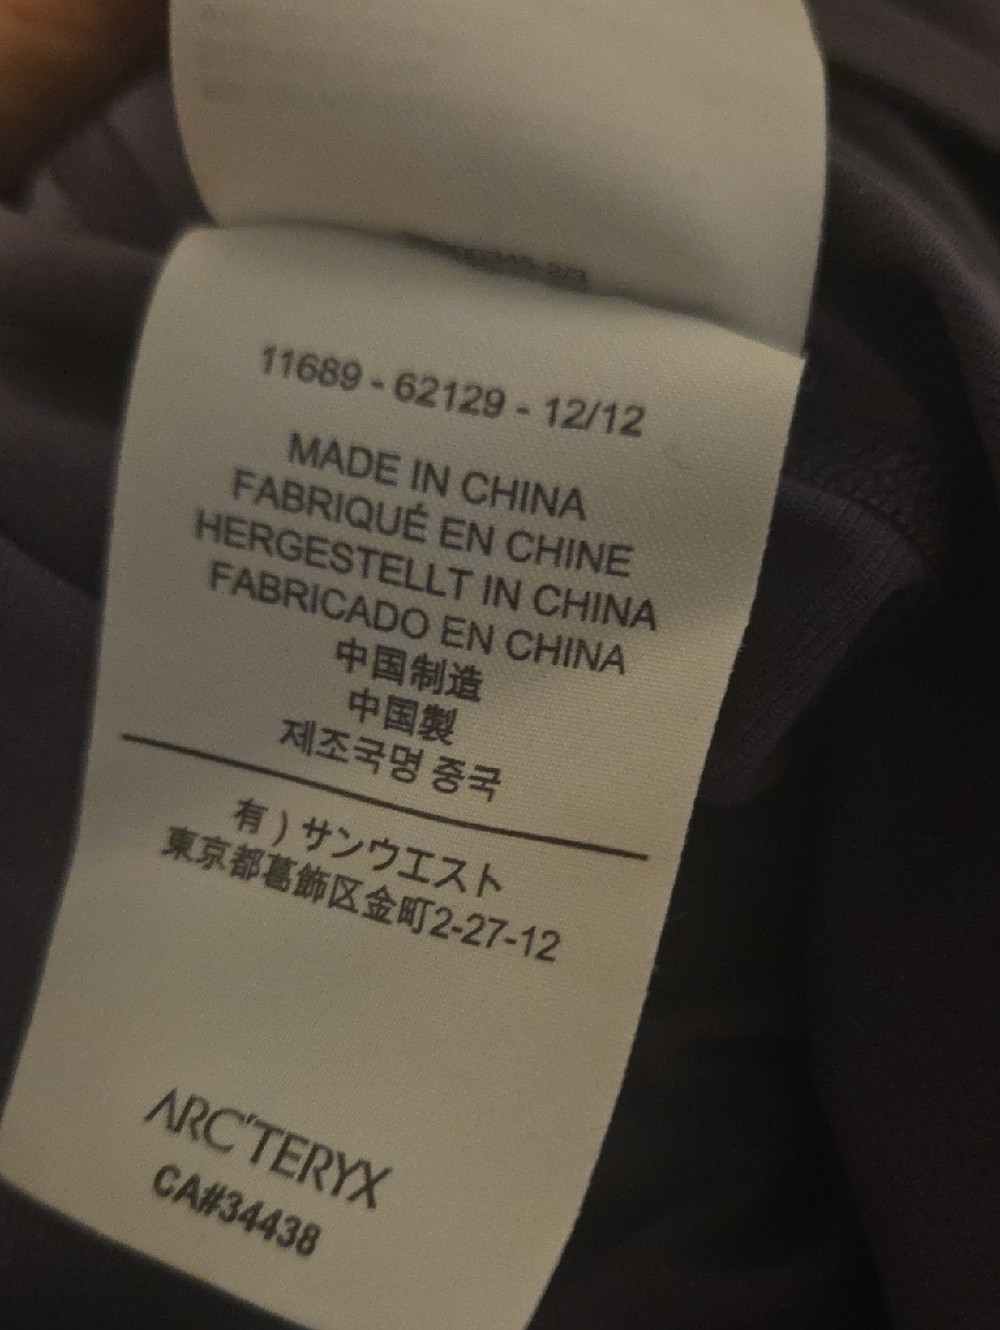 11689 - 62129 - 12/12
MADE IN CHINA
FABRIQUÉ EN CHINE
HERGESTELLT IN CHINA
FABRICADO EN CHINA
中国制造
中国製
제조국명 중국
有）サンウエスト
東京都葛飾区金町2-27-12
ARC'TERYX
CA#34438